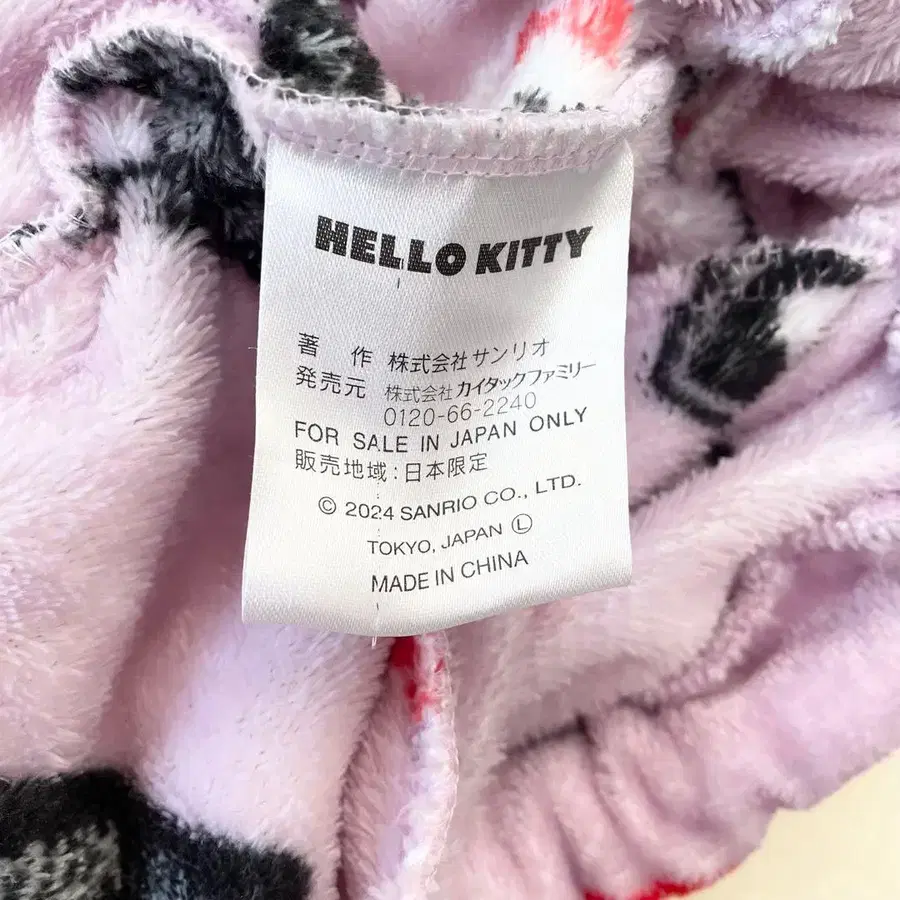 HELLO KITTY
著 作 株式会社サンリオ
発売元 株式会社カイタックファミリー
0120-66-2240
FOR SALE IN JAPAN ONLY
販売地域:日本限定
© 2024 SANRIO CO., LTD.
TOKYO, JAPAN Ⓛ
MADE IN CHINA